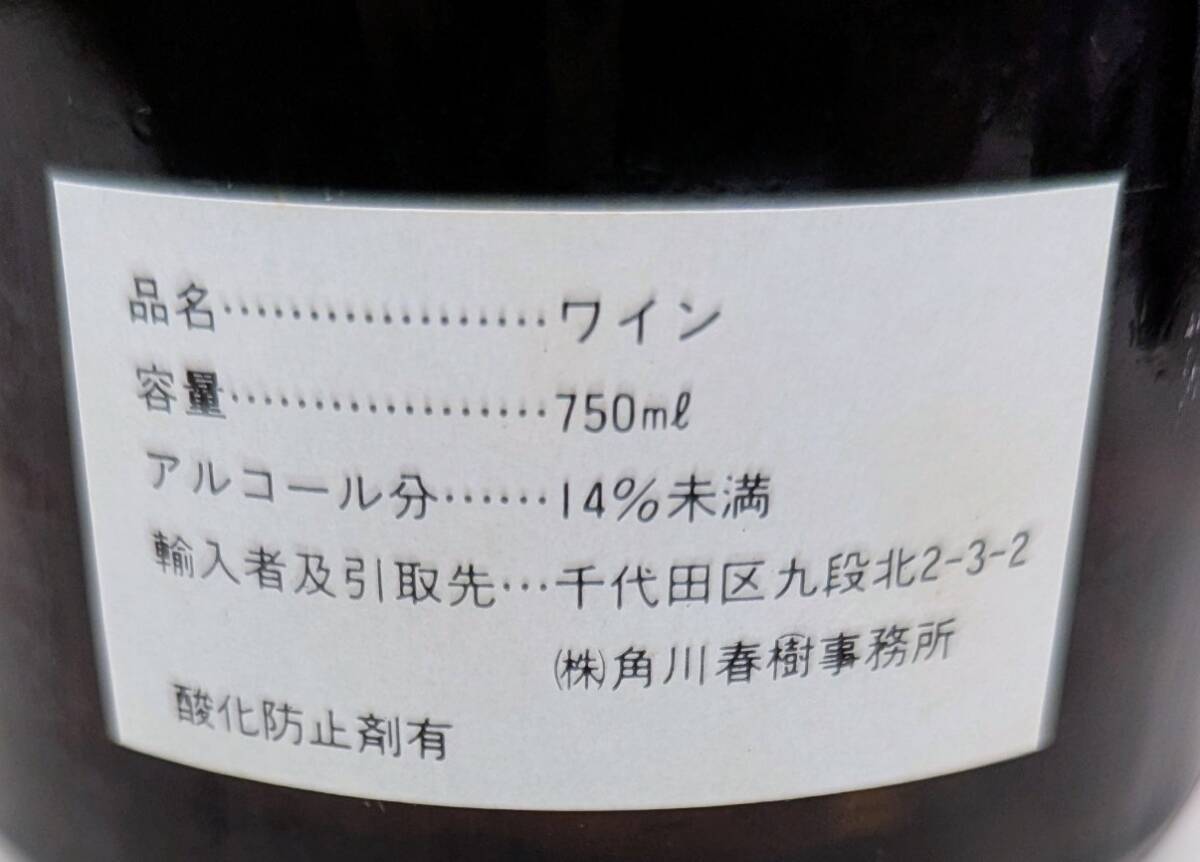 品名………………ワイン
容量………………750ml
アルコール分……14%未満
輸入者及引取先…千代田区九段北2-3-2
㈱角川春樹事務所
酸化防止剤有